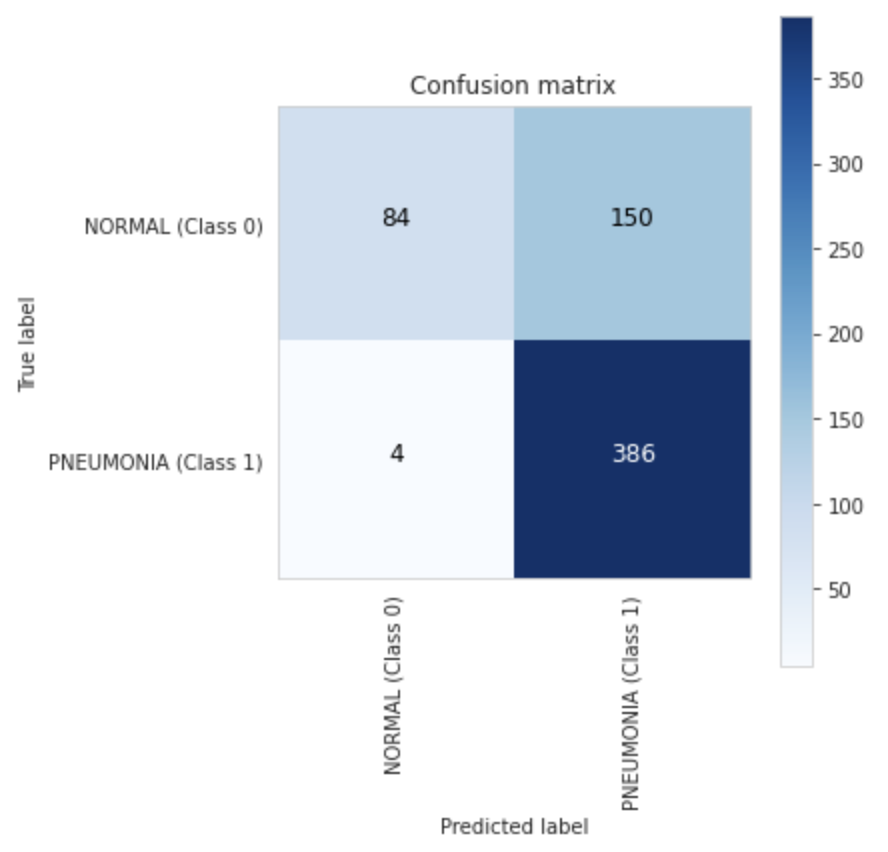 Confusion matrix
350
300
250
200
150
100
50
True label
NORMAL (Class 0)
84
150
PNEUMONIA (Class 1)
4
386
NORMAL (Class 0)
PNEUMONIA (Class 1)
Predicted label